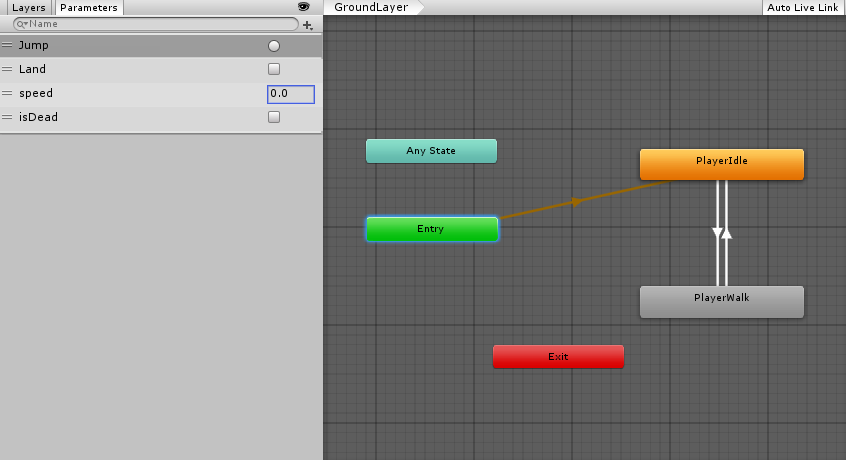 Layers Parameters
Name
Jump
Land
speed 0.0
isDead
GroundLayer Auto Live Link
Any State
PlayerIdle
Entry
PlayerWalk
Exit